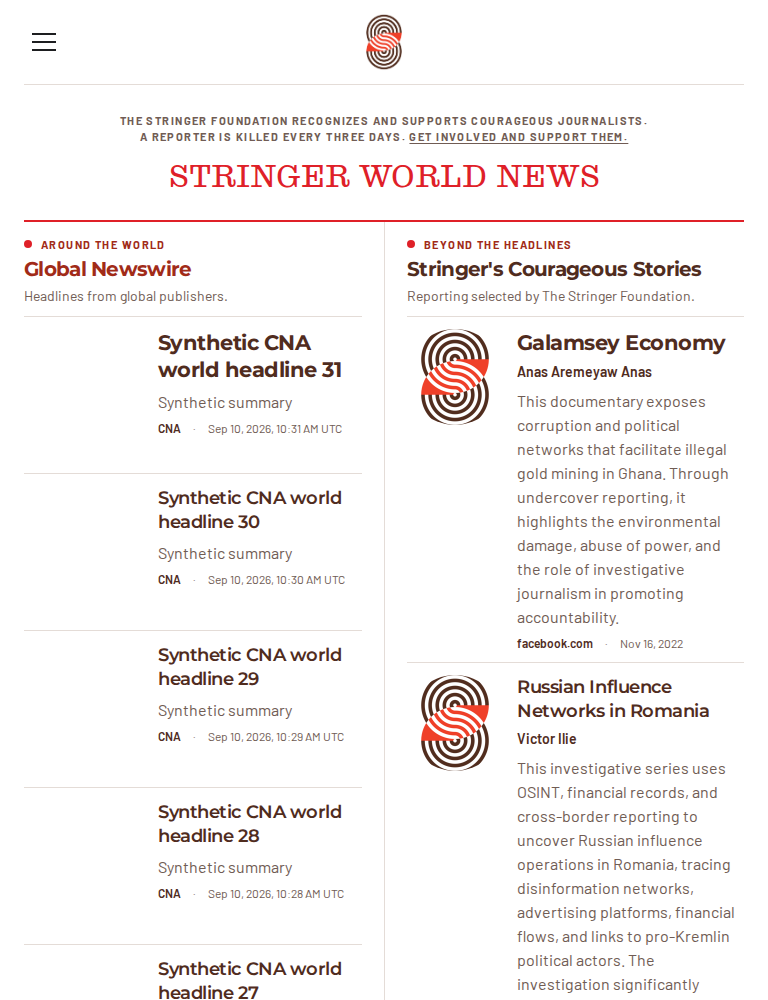 THE STRINGER FOUNDATION RECOGNIZES AND SUPPORTS COURAGEOUS JOURNALISTS.
A REPORTER IS KILLED EVERY THREE DAYS. GET INVOLVED AND SUPPORT THEM.
STRINGER WORLD NEWS
AROUND THE WORLD
Global Newswire
Headlines from global publishers.
Synthetic CNA
world headline 31
Synthetic summary
CNA · Sep 10, 2026, 10:31 AM UTC
Synthetic CNA world
headline 30
Synthetic summary
CNA · Sep 10, 2026, 10:30 AM UTC
Synthetic CNA world
headline 29
Synthetic summary
CNA · Sep 10, 2026, 10:29 AM UTC
Synthetic CNA world
headline 28
Synthetic summary
CNA · Sep 10, 2026, 10:28 AM UTC
Synthetic CNA world
headline 27
BEYOND THE HEADLINES
Stringer's Courageous Stories
Reporting selected by The Stringer Foundation.
Galamsey Economy
Anas Aremeyaw Anas
This documentary exposes
corruption and political
networks that facilitate illegal
gold mining in Ghana. Through
undercover reporting, it
highlights the environmental
damage, abuse of power, and
the role of investigative
journalism in promoting
accountability.
facebook.com · Nov 16, 2022
Russian Influence
Networks in Romania
Victor Ilie
This investigative series uses
OSINT, financial records, and
cross-border reporting to
uncover Russian influence
operations in Romania, tracing
disinformation networks,
advertising platforms, financial
flows, and links to pro-Kremlin
political actors. The
investigation significantly